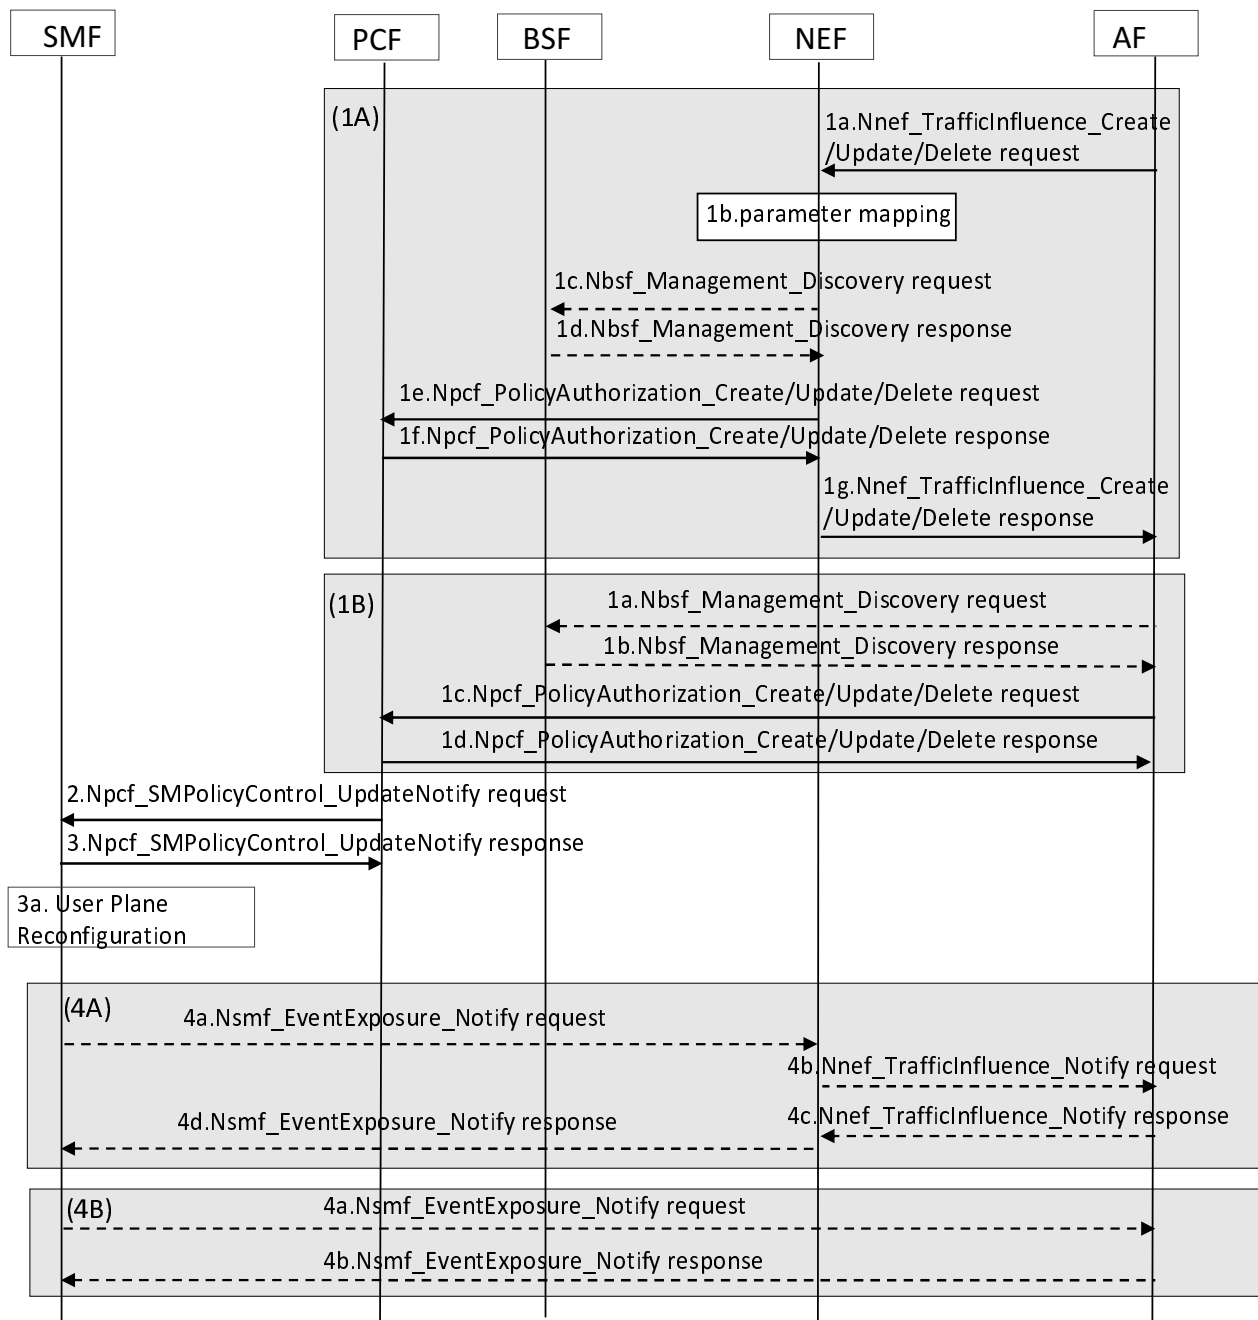 SMF
PCF
BSF
NEF
AF
(1A)
1a.Nnef_TrafficInfluence_Create
/Update/Delete request
1b.parameter mapping
1c.Nbsf_Management_Discovery request
1d.Nbsf_Management_Discovery response
1e.Npcf_PolicyAuthorization_Create/Update/Delete request
1f.Npcf_PolicyAuthorization_Create/Update/Delete response
1g.Nnef_TrafficInfluence_Create
/Update/Delete response
(1B)
1a.Nbsf_Management_Discovery request
1b.Nbsf_Management_Discovery response
1c.Npcf_PolicyAuthorization_Create/Update/Delete request
1d.Npcf_PolicyAuthorization_Create/Update/Delete response
2.Npcf_SMPolicyControl_UpdateNotify request
3.Npcf_SMPolicyControl_UpdateNotify response
3a. User Plane
Reconfiguration
(4A)
4a.Nsmf_EventExposure_Notify request
4b.Nnef_TrafficInfluence_Notify request
4c.Nnef_TrafficInfluence_Notify response
4d.Nsmf_EventExposure_Notify response
(4B)
4a.Nsmf_EventExposure_Notify request
4b.Nsmf_EventExposure_Notify response